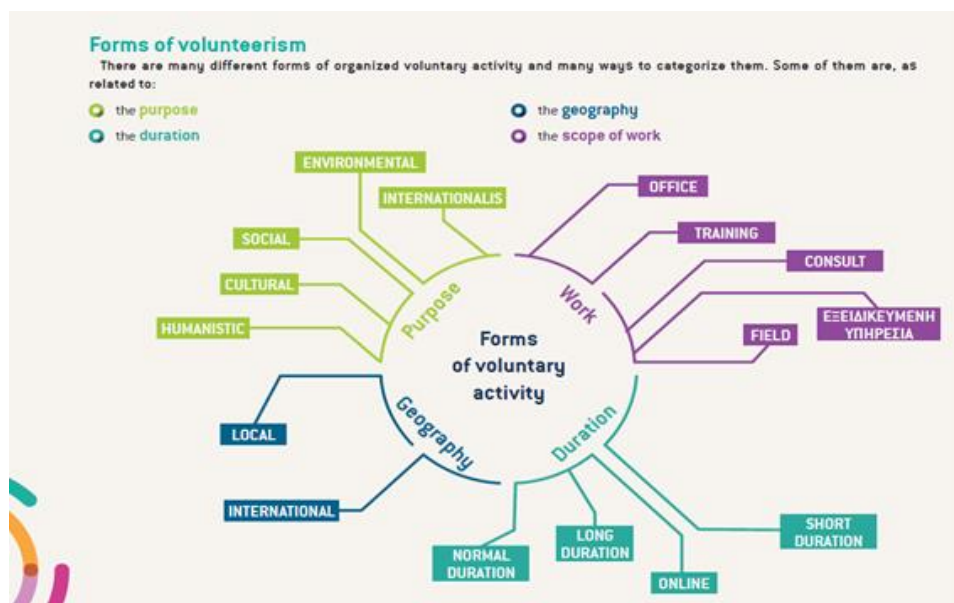 Forms of volunteerism
There are many different forms of organized voluntary activity and many ways to categorize them. Some of them are, as
related to:
the purpose
the geography
the duration
the scope of work
ENVIRONMENTAL
INTERNATIONALIS
SOCIAL
CULTURAL
HUMANISTIC
Purpose
OFFICE
TRAINING
CONSULT
ΕΞΕΙΔΙΚΕΥΜΕΝΗ
ΥΠΗΡΕΣΙΑ
FIELD
Work
Forms
of voluntary
activity
LOCAL
INTERNATIONAL
Geography
Duration
NORMAL
DURATION
LONG
DURATION
ONLINE
SHORT
DURATION